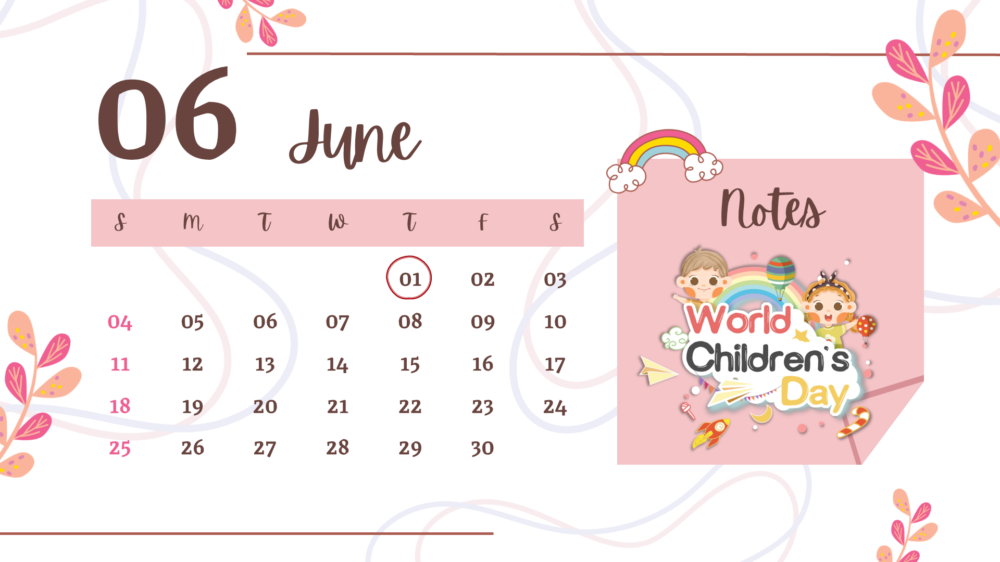 06 June
S M T W T F S
01 02 03
04 05 06 07 08 09 10
11 12 13 14 15 16 17
18 19 20 21 22 23 24
25 26 27 28 29 30
Notes
World
Children's
Day